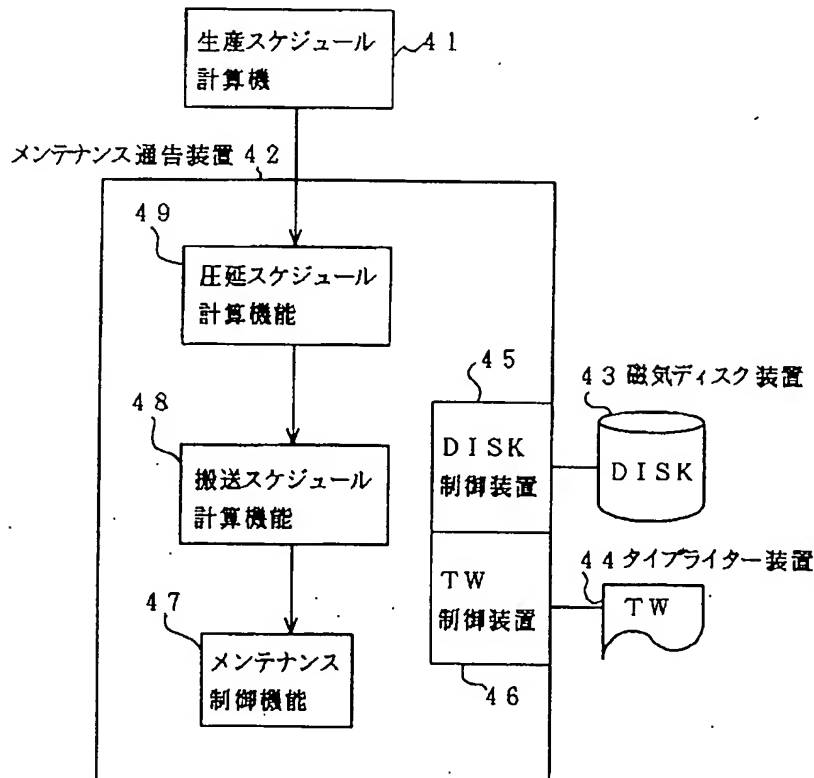 生産スケジュール
計算機
41
メンテナンス通告装置 42
49
圧延スケジュール
計算機能
45
43 磁気ディスク装置
48
DISK
制御装置
DISK
搬送スケジュール
計算機能
44 タイプライター装置
TW
制御装置
TW
47
メンテナンス
制御機能
46